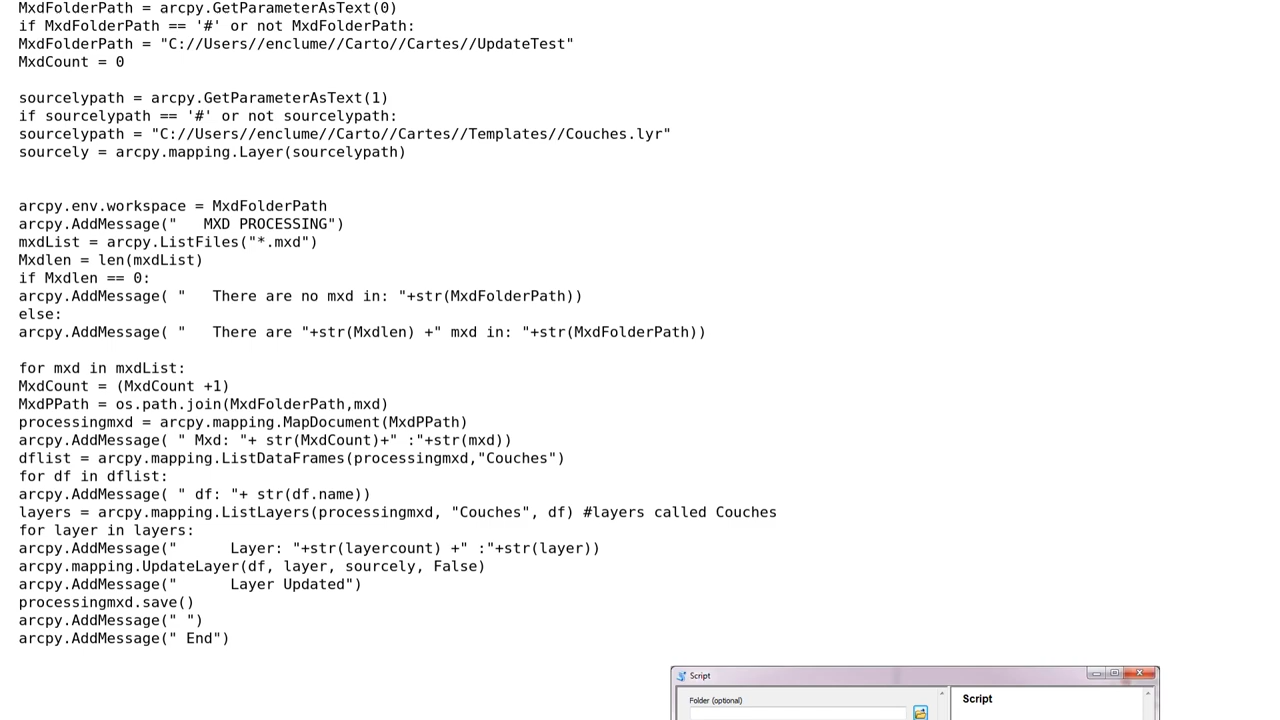 MxdFolderPath = arcpy.GetParameterAsText(0)
if MxdFolderPath == '#' or not MxdFolderPath:
MxdFolderPath = "C://Users//enclume//Carto//Cartes//UpdateTest"
MxdCount = 0
sourcelypath = arcpy.GetParameterAsText(1)
if sourcelypath == '#' or not sourcelypath:
sourcelypath = "C://Users//enclume//Carto//Cartes//Templates//Couches.lyr"
sourcely = arcpy.mapping.Layer(sourcelypath)
arcpy.env.workspace = MxdFolderPath
arcpy.AddMessage("   MXD PROCESSING")
mxdList = arcpy.ListFiles("*.mxd")
Mxdlen = len(mxdList)
if Mxdlen == 0:
arcpy.AddMessage( "   There are no mxd in: "+str(MxdFolderPath))
else:
arcpy.AddMessage( "   There are "+str(Mxdlen) +" mxd in: "+str(MxdFolderPath))
for mxd in mxdList:
MxdCount = (MxdCount +1)
MxdPPath = os.path.join(MxdFolderPath,mxd)
processingmxd = arcpy.mapping.MapDocument(MxdPPath)
arcpy.AddMessage( " Mxd: "+ str(MxdCount)+" :"+str(mxd))
dflist = arcpy.mapping.ListDataFrames(processingmxd,"Couches")
for df in dflist:
arcpy.AddMessage( " df: "+ str(df.name))
layers = arcpy.mapping.ListLayers(processingmxd, "Couches", df) #layers called Couches
for layer in layers:
arcpy.AddMessage("      Layer: "+str(layercount) +" :"+str(layer))
arcpy.mapping.UpdateLayer(df, layer, sourcely, False)
arcpy.AddMessage("      Layer Updated")
processingmxd.save()
arcpy.AddMessage(" ")
arcpy.AddMessage(" End")
Script
Folder (optional)
Script